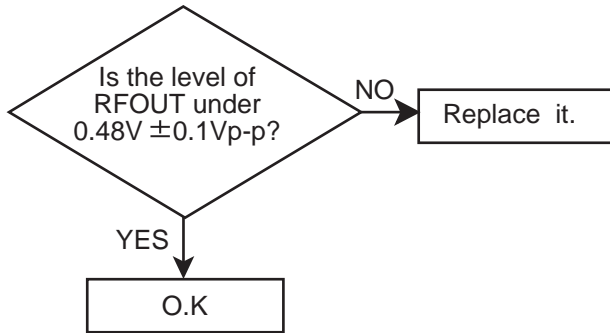 Is the level of
RFOUT under
0.48V ±0.1Vp-p?
NO
Replace it.
YES
O.K